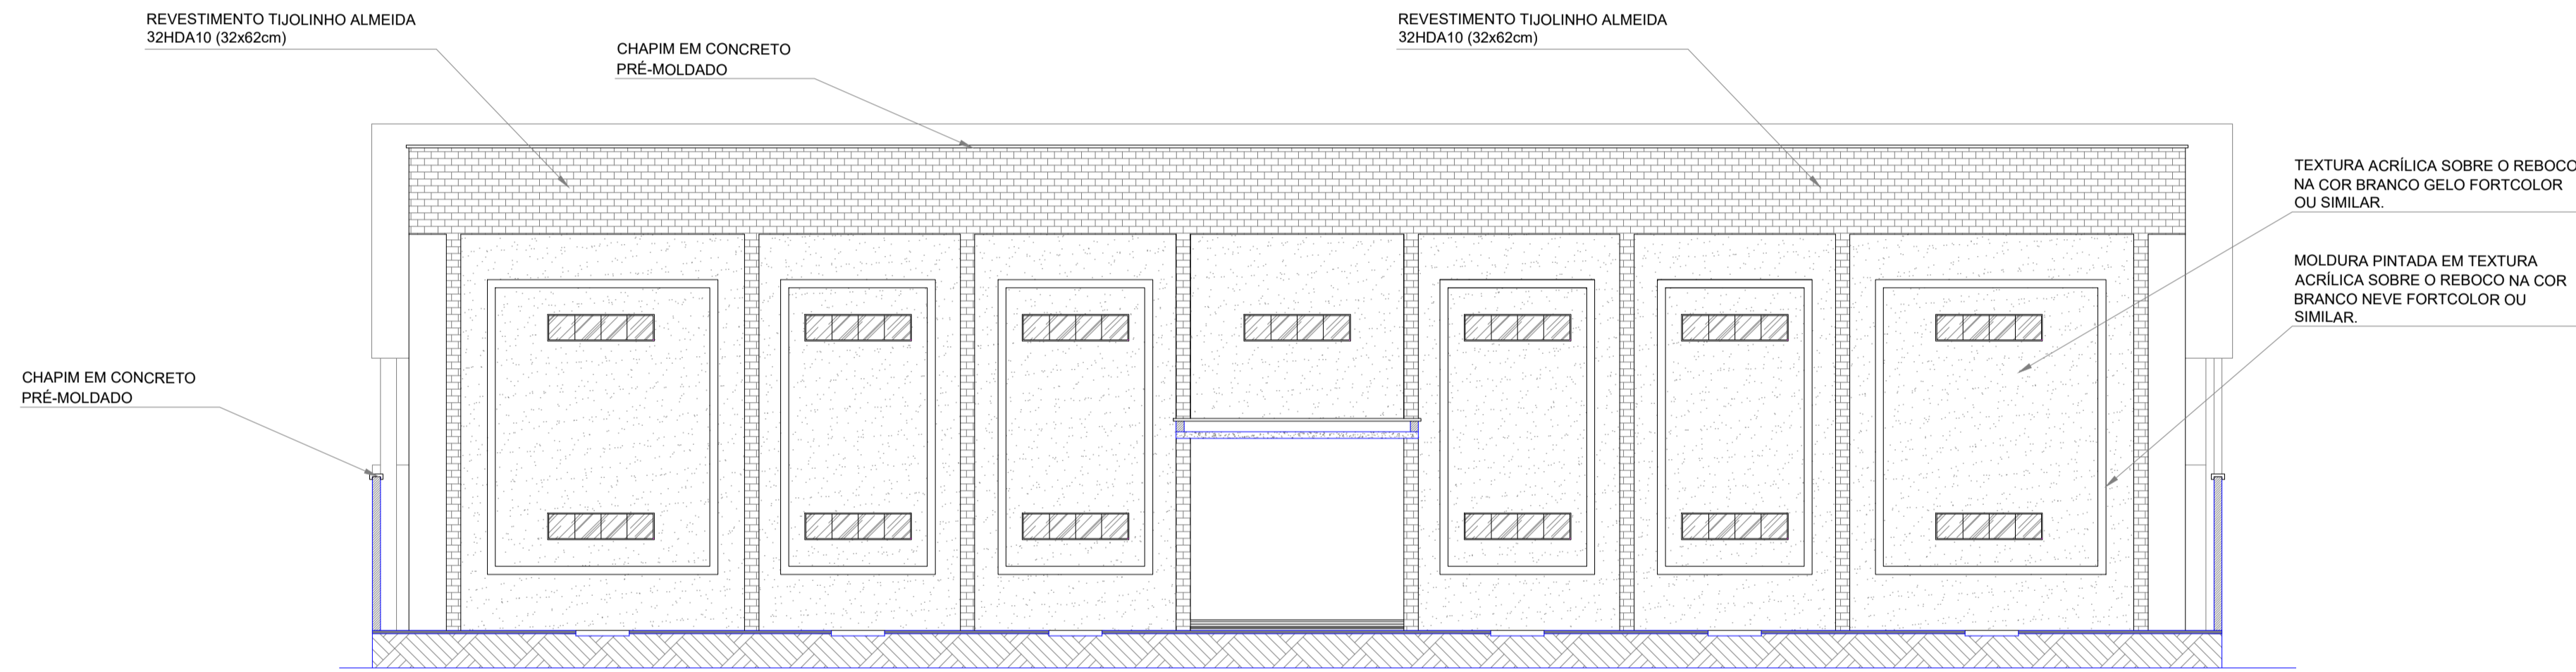 REVESTIMENTO TIJOLINHO ALMEIDA
32HDA10 (32x62cm)
CHAPIM EM CONCRETO
PRÉ-MOLDADO
REVESTIMENTO TIJOLINHO ALMEIDA
32HDA10 (32x62cm)
TEXTURA ACRÍLICA SOBRE O REBOCO
NA COR BRANCO GELO FORTCOLOR
OU SIMILAR.
MOLDURA PINTADA EM TEXTURA
ACRÍLICA SOBRE O REBOCO NA COR
BRANCO NEVE FORTCOLOR OU
SIMILAR.
CHAPIM EM CONCRETO
PRÉ-MOLDADO